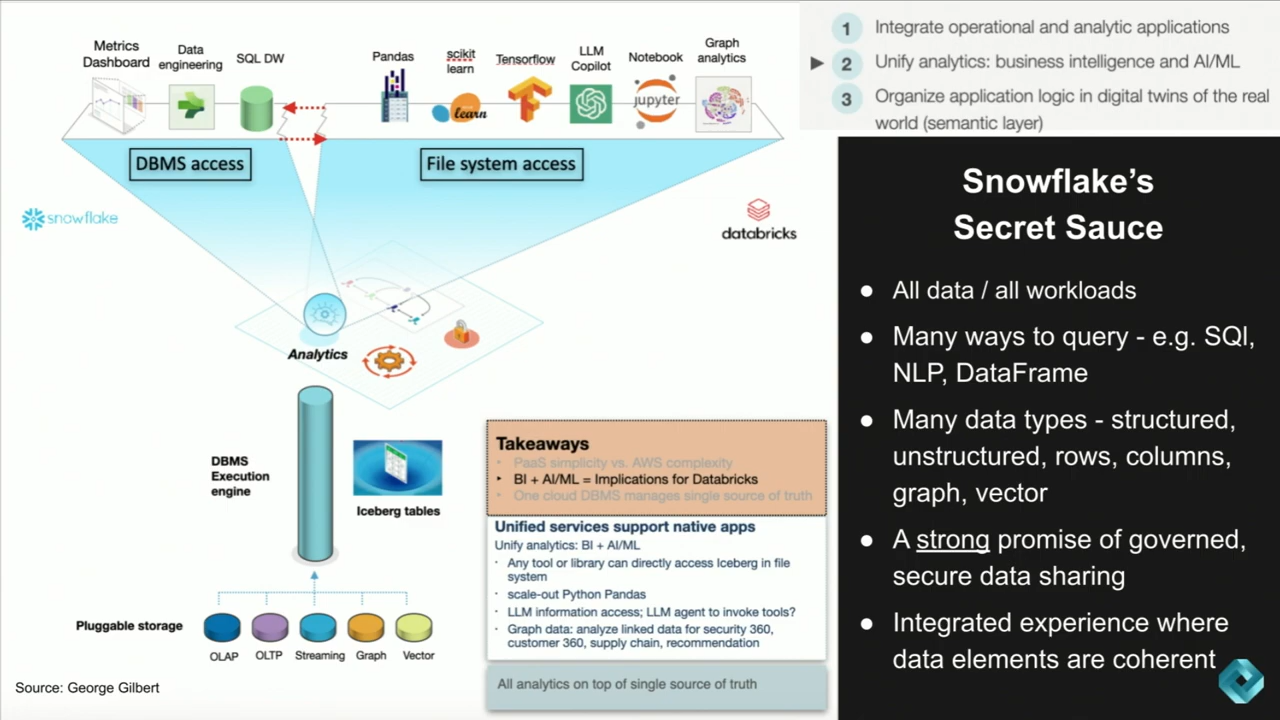 Metrics
Dashboard
Data
engineering
SQL DW
Pandas
scikit
learn
Tensorflow
LLM
Copilot
Notebook
Graph
analytics
learn
jupyter
DBMS access
File system access
snowflake
databricks
Analytics
DBMS
Execution
engine
Iceberg tables
Pluggable storage
OLAP
OLTP
Streaming
Graph
Vector
Source: George Gilbert
Takeaways
• PaaS simplicity vs. AWS complexity
‣ BI + AI/ML = Implications for Databricks
• One cloud DBMS manages single source of truth
Unified services support native apps
Unify analytics: BI + AI/ML
· Any tool or library can directly access Iceberg in file
system
· scale-out Python Pandas
· LLM information access; LLM agent to invoke tools?
· Graph data: analyze linked data for security 360,
customer 360, supply chain, recommendation
All analytics on top of single source of truth
1 Integrate operational and analytic applications
▶ 2 Unify analytics: business intelligence and AI/ML
3 Organize application logic in digital twins of the real
world (semantic layer)
Snowflake’s
Secret Sauce
● All data / all workloads
● Many ways to query - e.g. SQl,
NLP, DataFrame
● Many data types - structured,
unstructured, rows, columns,
graph, vector
● A strong promise of governed,
secure data sharing
● Integrated experience where
data elements are coherent